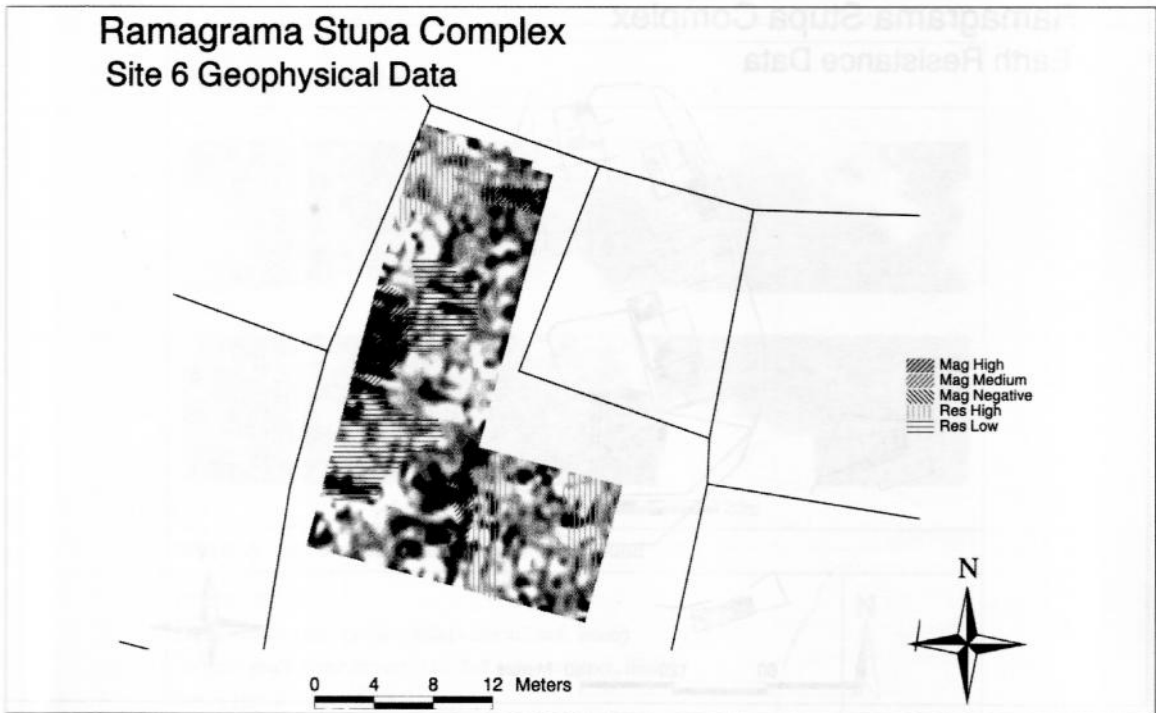 Ramagrama Stupa Complex
Site 6 Geophysical Data
Mag High
Mag Medium
Mag Negative
Res High
Res Low
N
0 4 8 12 Meters